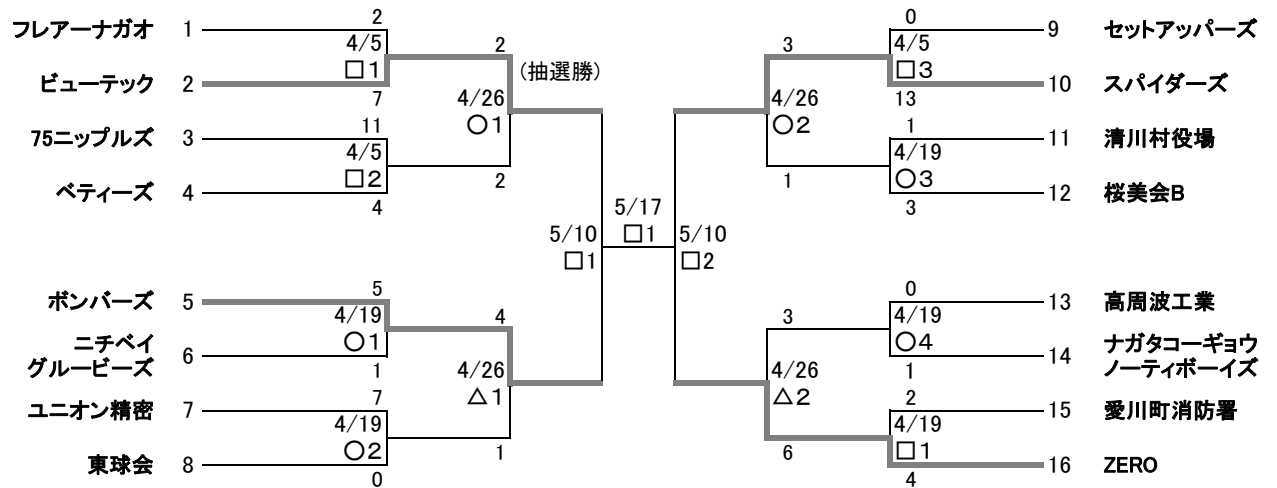 フレアーナガオ 1 2
4/5
□1
ビューテック 2 7
2
(抽選勝)
4/26
○1
75ニップルズ 3 11
4/5
□2
ベティーズ 4 4
2
5/10
□1
ボンバーズ 5 5
4/19
○1
ニチベイ
グルービーズ 6 1
4
4/26
△1
ユニオン精密 7 7
4/19
○2
東球会 8 0
1
5/17
□1
0 9 セットアッパーズ
4/5
□3
13 10 スパイダーズ
3
4/26
○2
1 11 清川村役場
4/19
○3
3 12 桜美会B
1
5/10
□2
0 13 高周波工業
4/19
○4
1 14 ナガタコーギョウ
ノーティボーイズ
3
4/26
△2
2 15 愛川町消防署
4/19
□1
4 16 ZERO
6